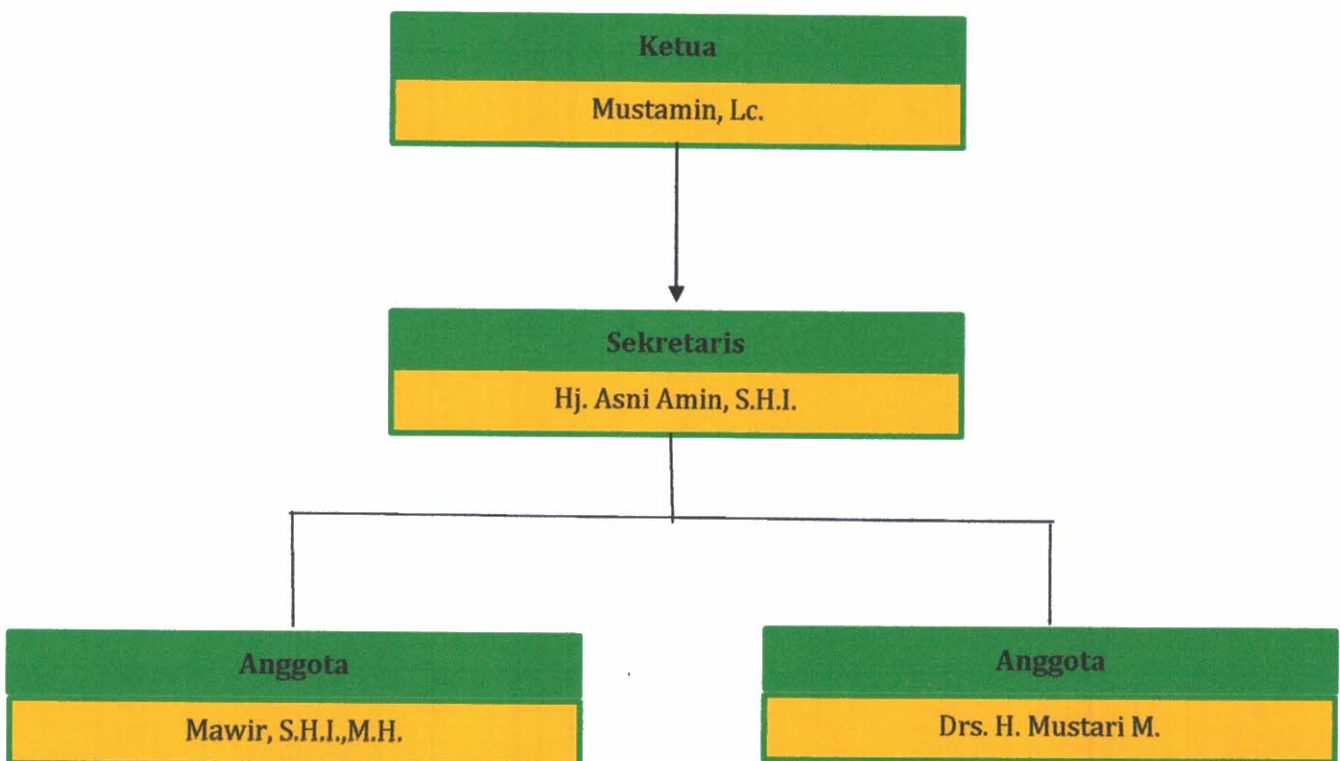 Ketua
Mustamin, Lc.
Sekretaris
Hj. Asni Amin, S.H.I.
Anggota
Mawir, S.H.I.,M.H.
Anggota
Drs. H. Mustari M.